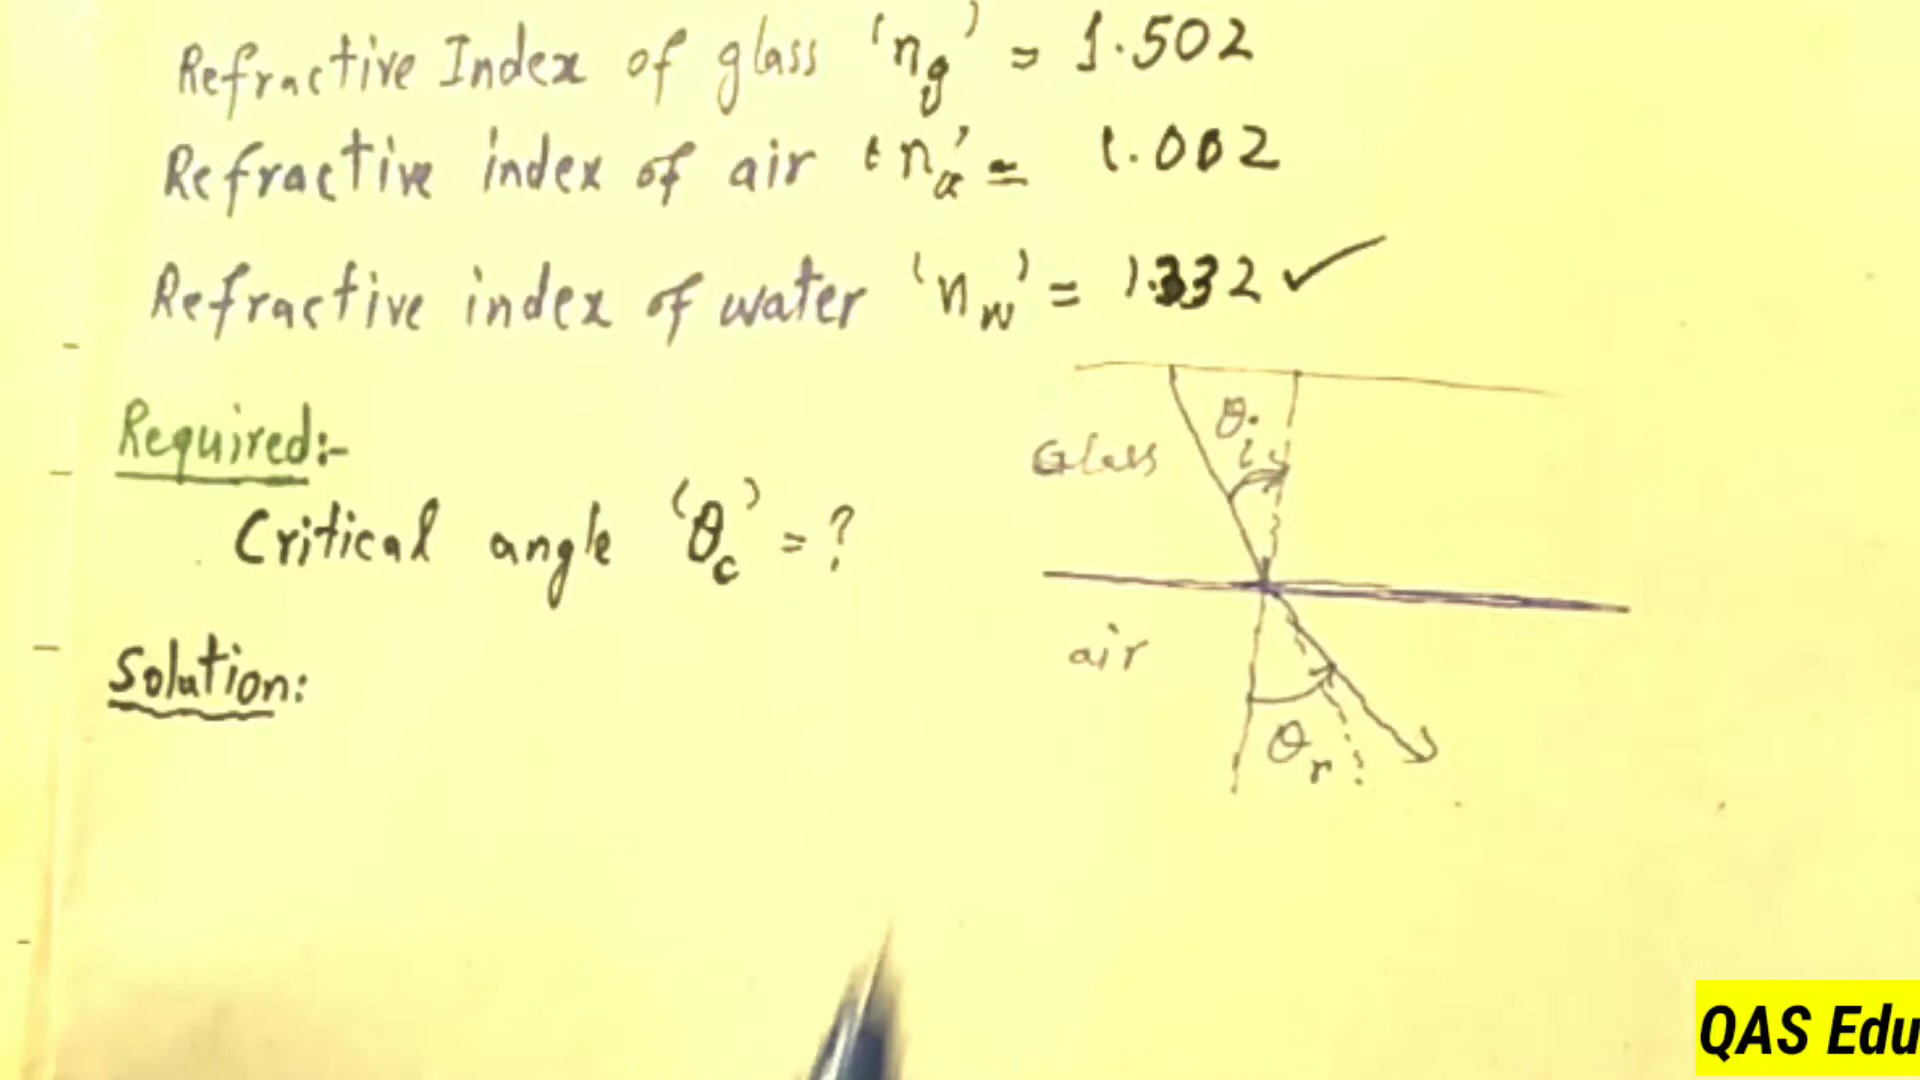 Refractive Index of glass 'ng' = 1.502
Refractive index of air 'na' = 1.002
Refractive index of water 'nw' = 1.332 ✓
Required:-
Critical angle 'θc' = ?
Solution:
θi
Glass
air
θr
QAS Edu